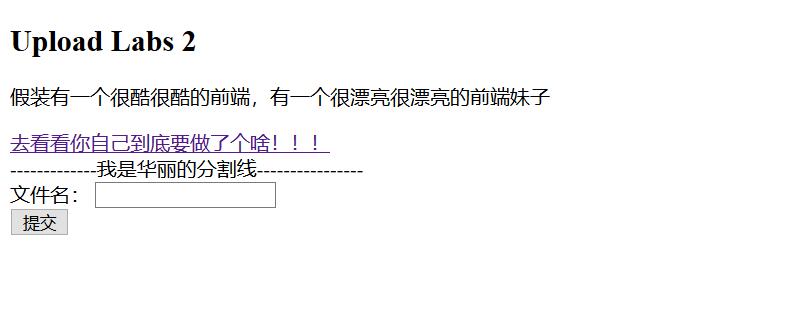 Upload Labs 2
假装有一个很酷很酷的前端，有一个很漂亮很漂亮的前端妹子
去看看你自己到底要做了个啥！！！
-------------我是华丽的分割线----------------
文件名：
提交